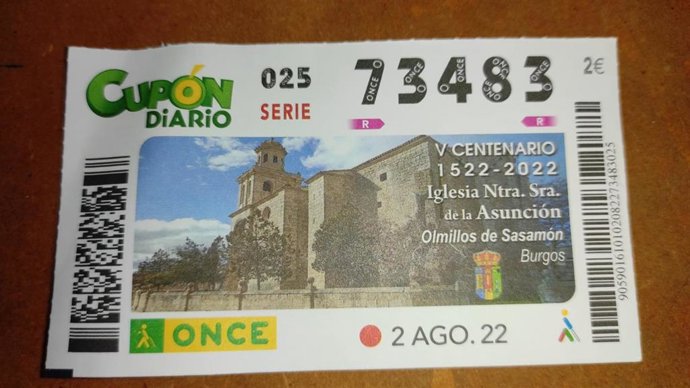 CUPÓN
DiARiO
025
SERIE
73483
2€
R R
V CENTENARIO
1522-2022
Iglesia Ntra. Sra.
de la Asunción
Olmillos de Sasamón
Burgos
ONCE
2 AGO. 22
905901610102082273483025